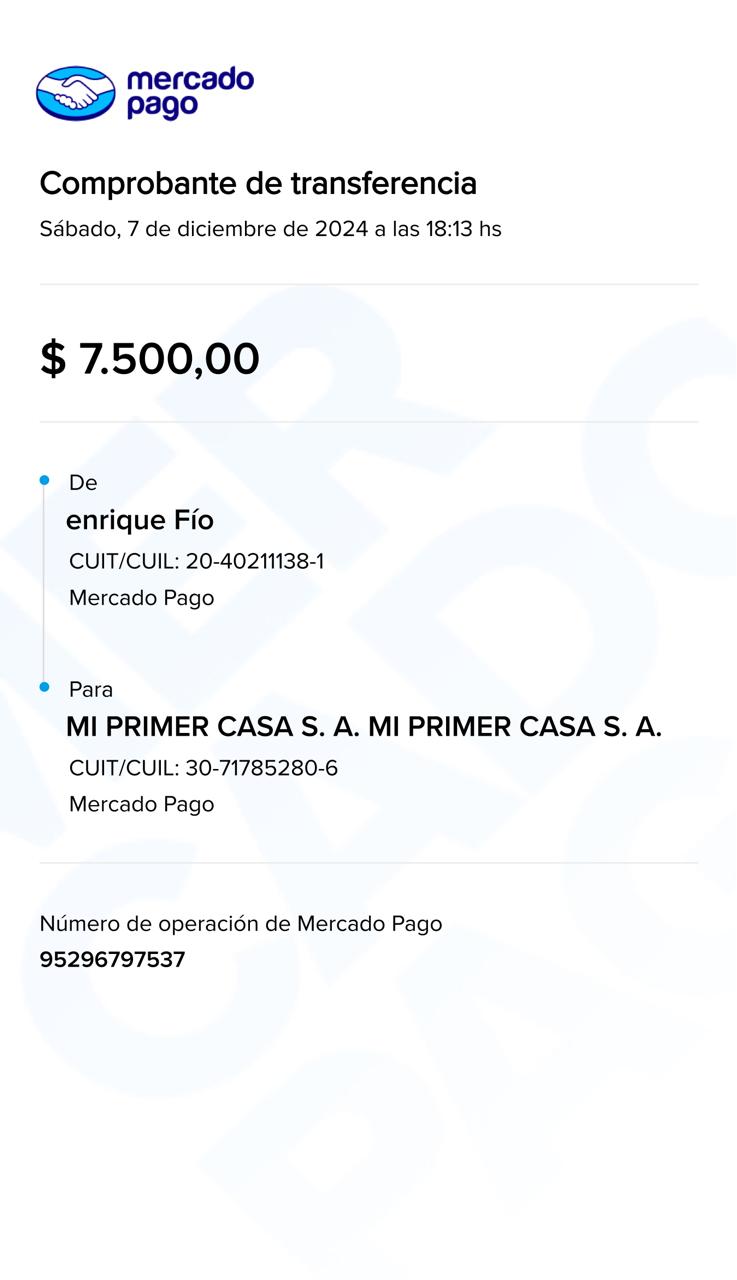 mercado
pago
Comprobante de transferencia
Sábado, 7 de diciembre de 2024 a las 18:13 hs
$ 7.500,00
De
enrique Fío
CUIT/CUIL: 20-40211138-1
Mercado Pago
Para
MI PRIMER CASA S. A. MI PRIMER CASA S. A.
CUIT/CUIL: 30-71785280-6
Mercado Pago
Número de operación de Mercado Pago
95296797537